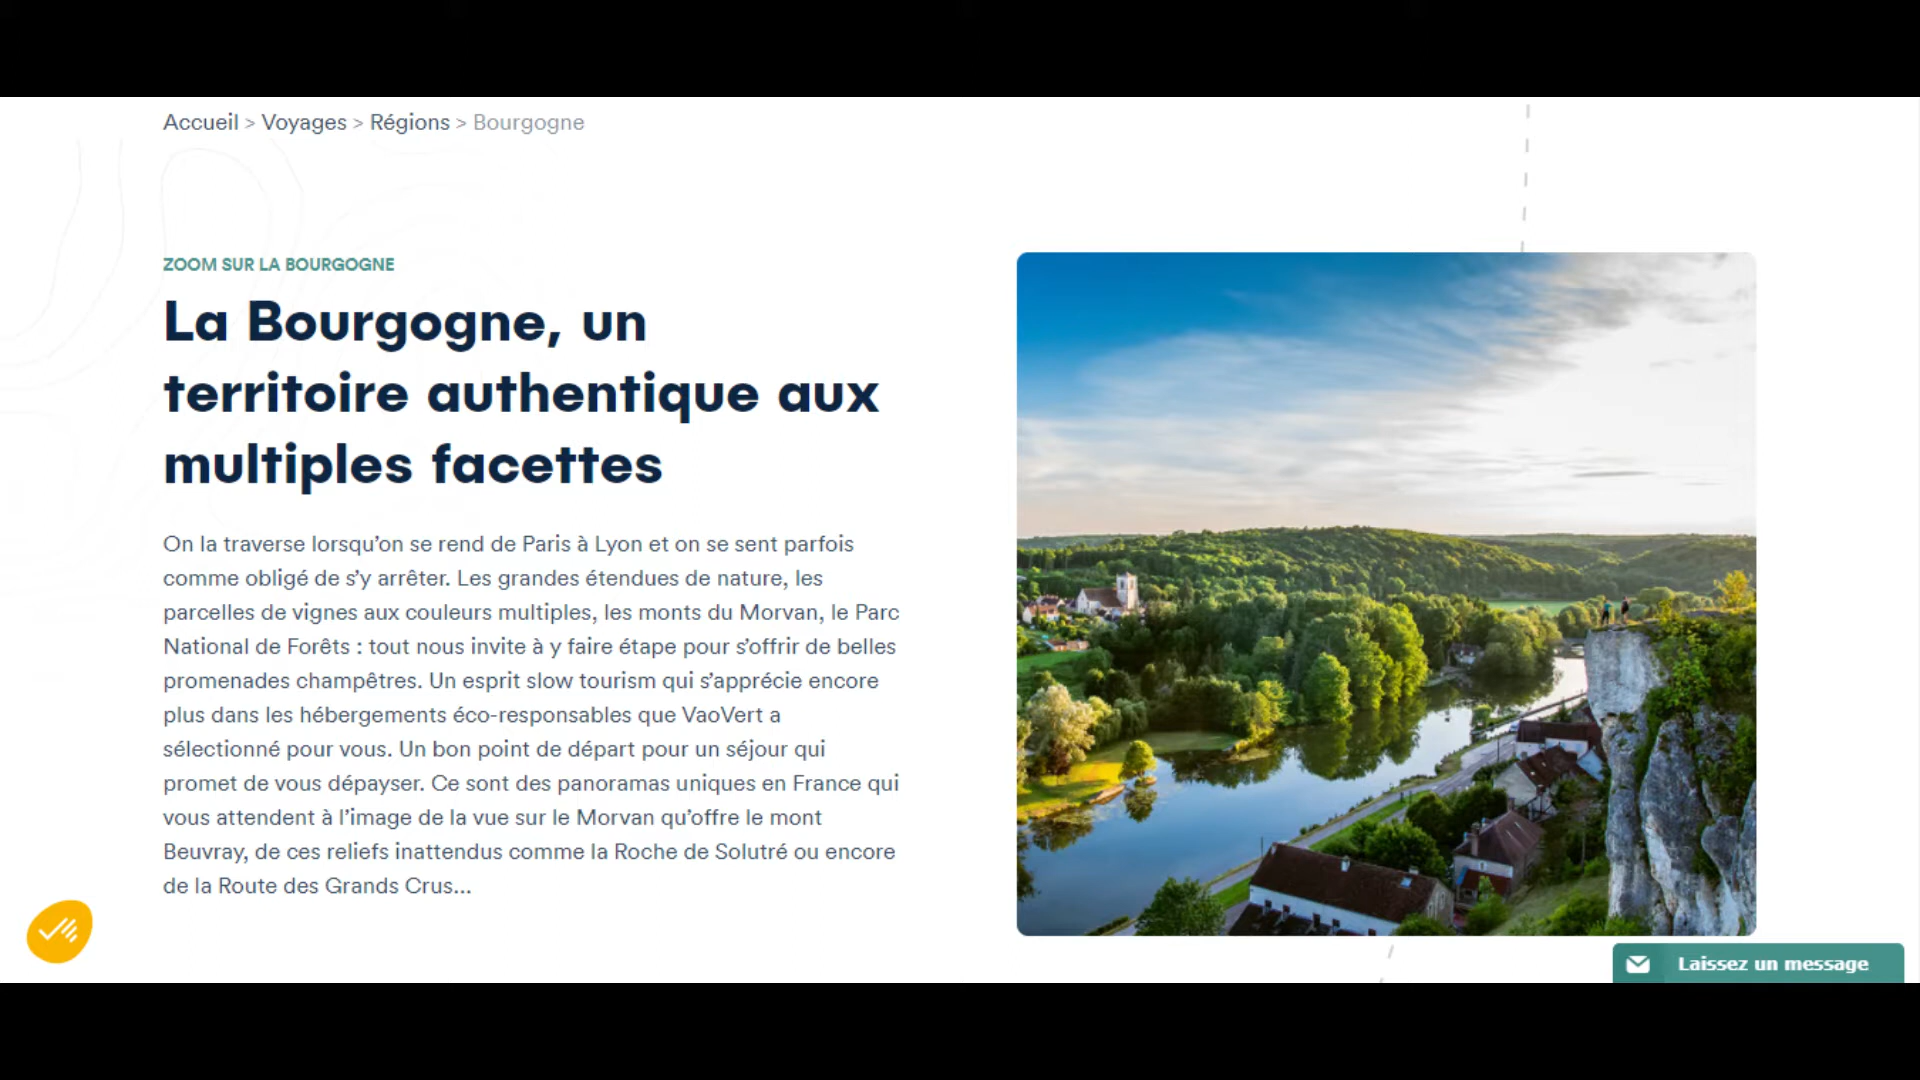 Accueil > Voyages > Régions > Bourgogne
ZOOM SUR LA BOURGOGNE
La Bourgogne, un
territoire authentique aux
multiples facettes
On la traverse lorsqu’on se rend de Paris à Lyon et on se sent parfois
comme obligé de s’y arrêter. Les grandes étendues de nature, les
parcelles de vignes aux couleurs multiples, les monts du Morvan, le Parc
National de Forêts : tout nous invite à y faire étape pour s’offrir de belles
promenades champêtres. Un esprit slow tourism qui s’apprécie encore
plus dans les hébergements éco-responsables que VaoVert a
sélectionné pour vous. Un bon point de départ pour un séjour qui
promet de vous dépayser. Ce sont des panoramas uniques en France qui
vous attendent à l’image de la vue sur le Morvan qu’offre le mont
Beuvray, de ces reliefs inattendus comme la Roche de Solutré ou encore
de la Route des Grands Crus...
Laissez un message